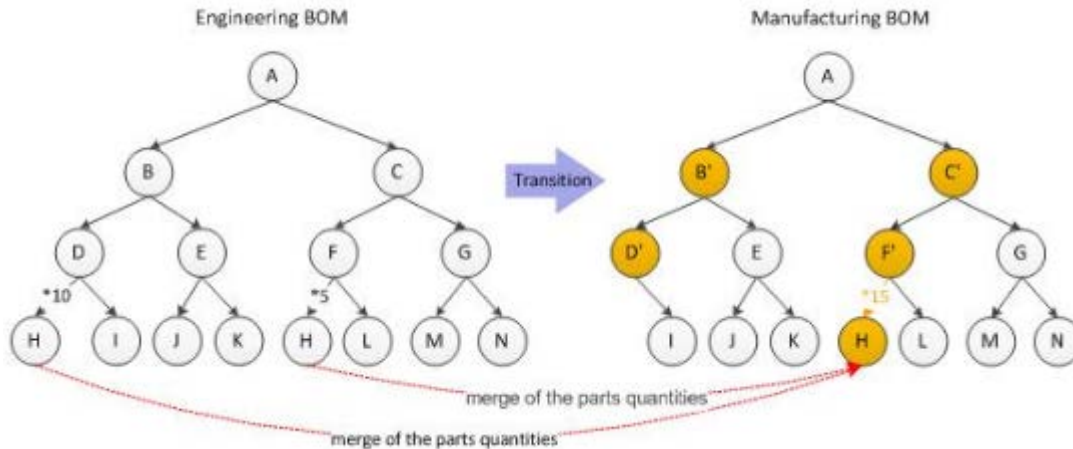 Engineering BOM
Manufacturing BOM
A
A
B
C
Transition
B'
C'
D
E
F
G
D'
E
F'
G
*10
*5
*15
H
I
J
K
H
L
M
N
I
J
K
H
L
M
N
merge of the parts quantities
merge of the parts quantities